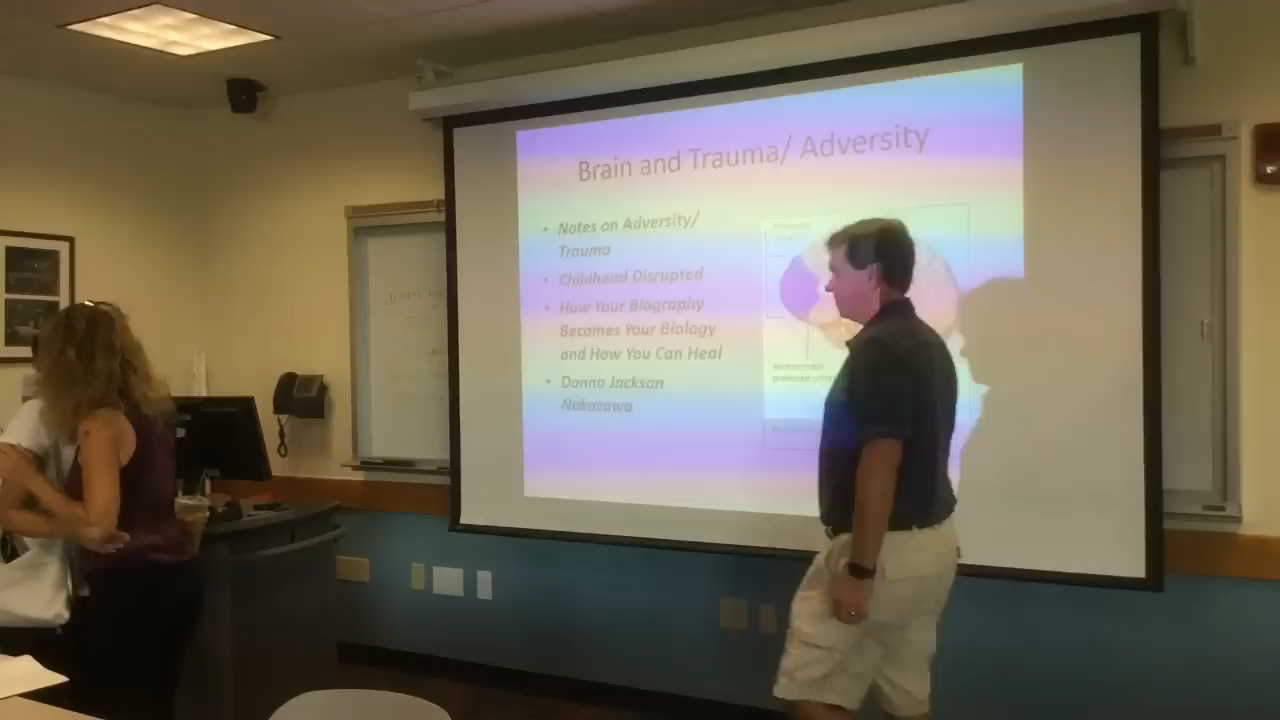 Brain and Trauma/ Adversity
• Notes on Adversity/
Trauma
• Childhood Disrupted
• How Your Biography
Becomes Your Biology
and How You Can Heal
• Donna Jackson
Nakazawa